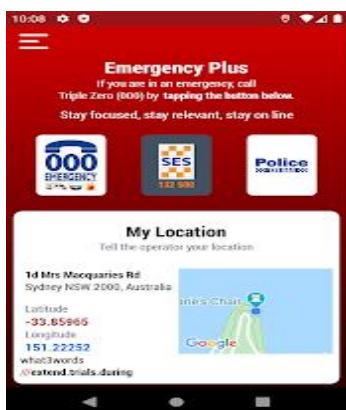 10:08
Emergency Plus
If you are in an emergency, call
Triple Zero (000) by tapping the button below.
Stay focused, stay relevant, stay on line
000
EMERGENCY
SES
132 500
Police
My Location
Tell the operator your location
1d Mrs Macquaries Rd
Sydney NSW 2000, Australia
Latitude
-33.85965
Longitude
151.22252
what3words
///extend.trials.during
aries Chair
Google